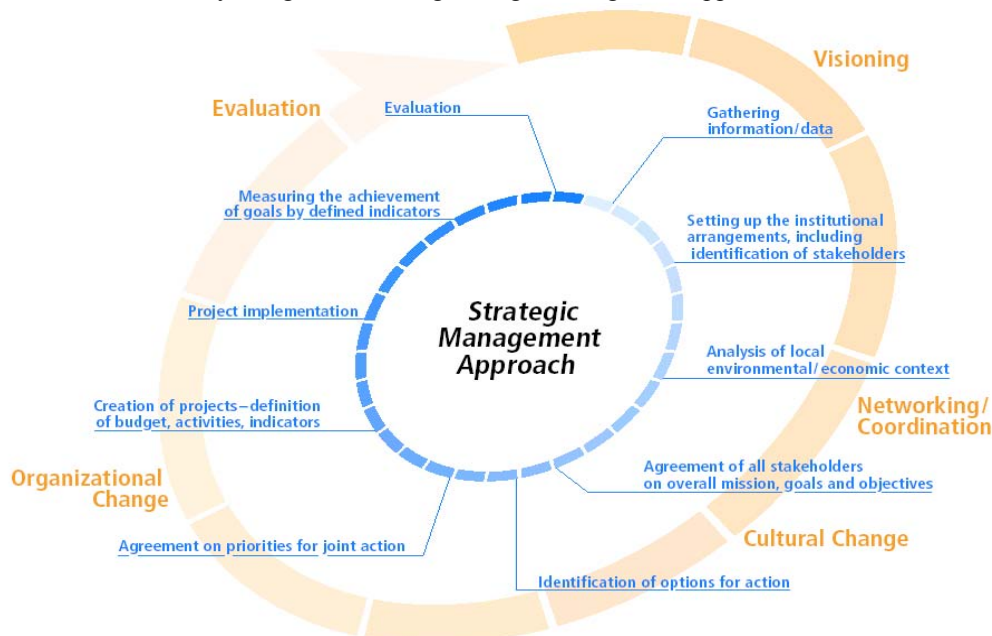 Visioning
Evaluation
Evaluation
Gathering
information/data
Measuring the achievement
of goals by defined indicators
Setting up the institutional
arrangements, including
identification of stakeholders
Project implementation
Strategic
Management
Approach
Analysis of local
environmental/economic context
Creation of projects–definition
of budget, activities, indicators
Networking/
Coordination
Organizational
Change
Agreement of all stakeholders
on overall mission, goals and objectives
Cultural Change
Agreement on priorities for joint action
Identification of options for action